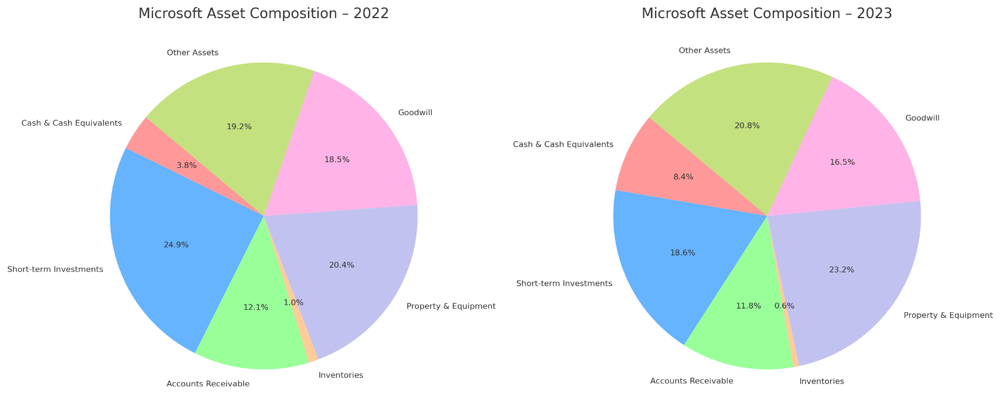 Microsoft Asset Composition – 2022
Other Assets
Goodwill
Cash & Cash Equivalents
19.2%
18.5%
3.8%
24.9%
20.4%
Short-term Investments
12.1%
1.0%
Property & Equipment
Inventories
Accounts Receivable
Microsoft Asset Composition – 2023
Other Assets
Goodwill
20.8%
Cash & Cash Equivalents
16.5%
8.4%
18.6%
23.2%
Short-term Investments
11.8%
0.6%
Property & Equipment
Accounts Receivable
Inventories